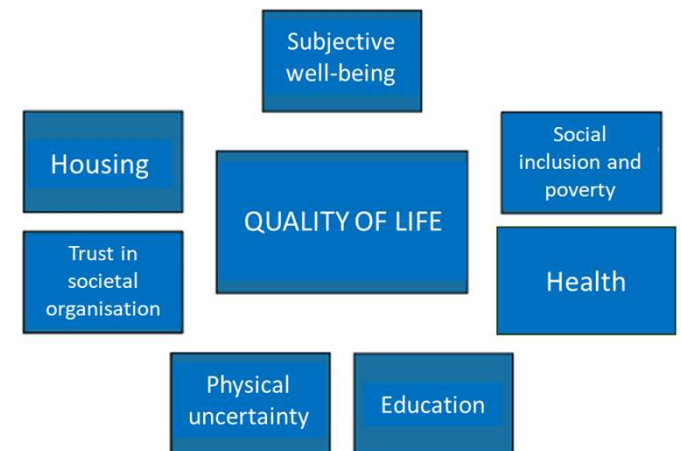 Subjective
well-being
Housing
Social
inclusion and
poverty
QUALITY OF LIFE
Trust in
societal
organisation
Health
Physical
uncertainty
Education